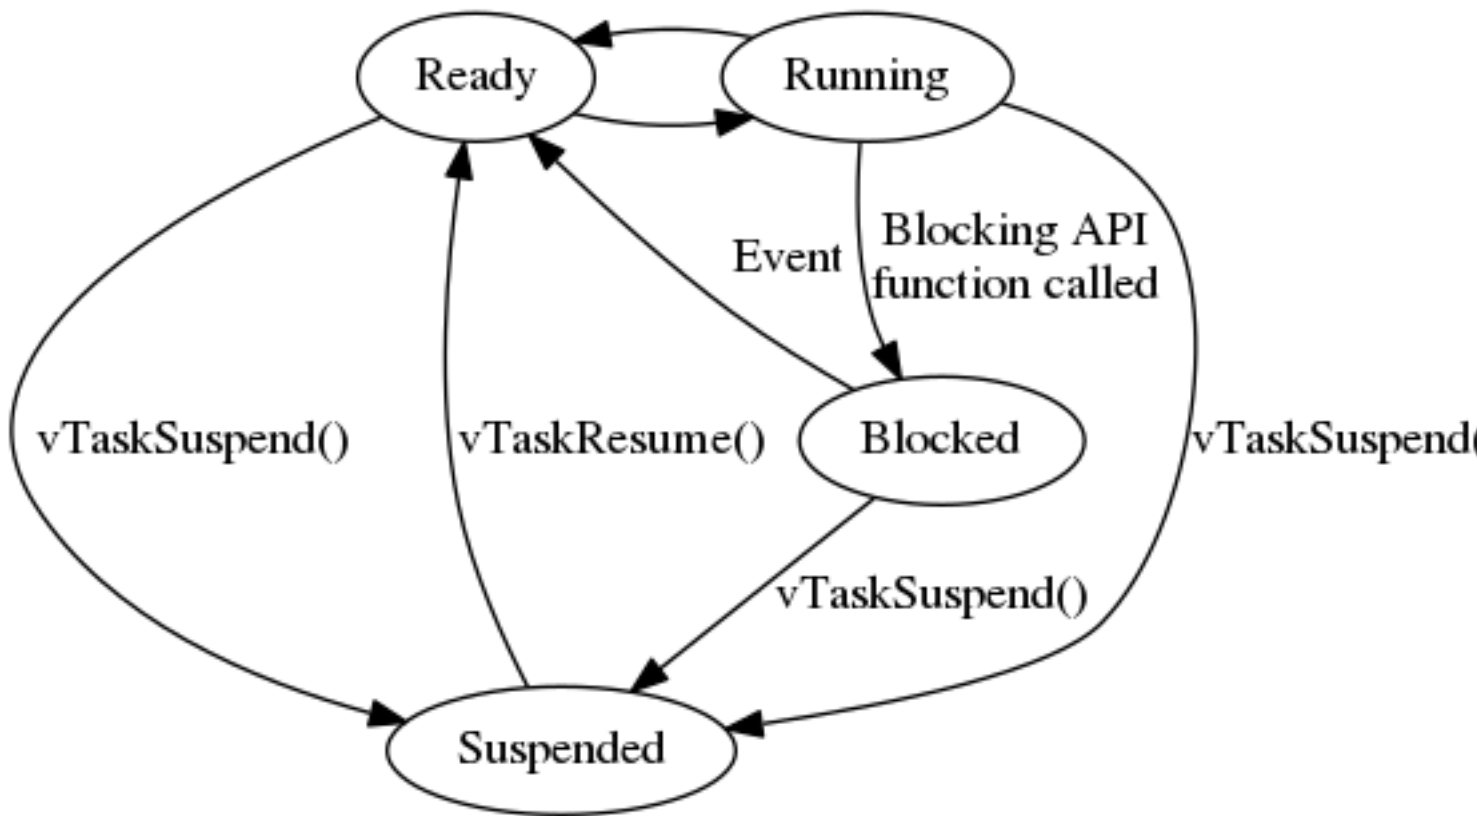 Ready
Running
Blocking API
function called
Event
vTaskSuspend()
vTaskResume()
Blocked
vTaskSuspend(
vTaskSuspend()
Suspended